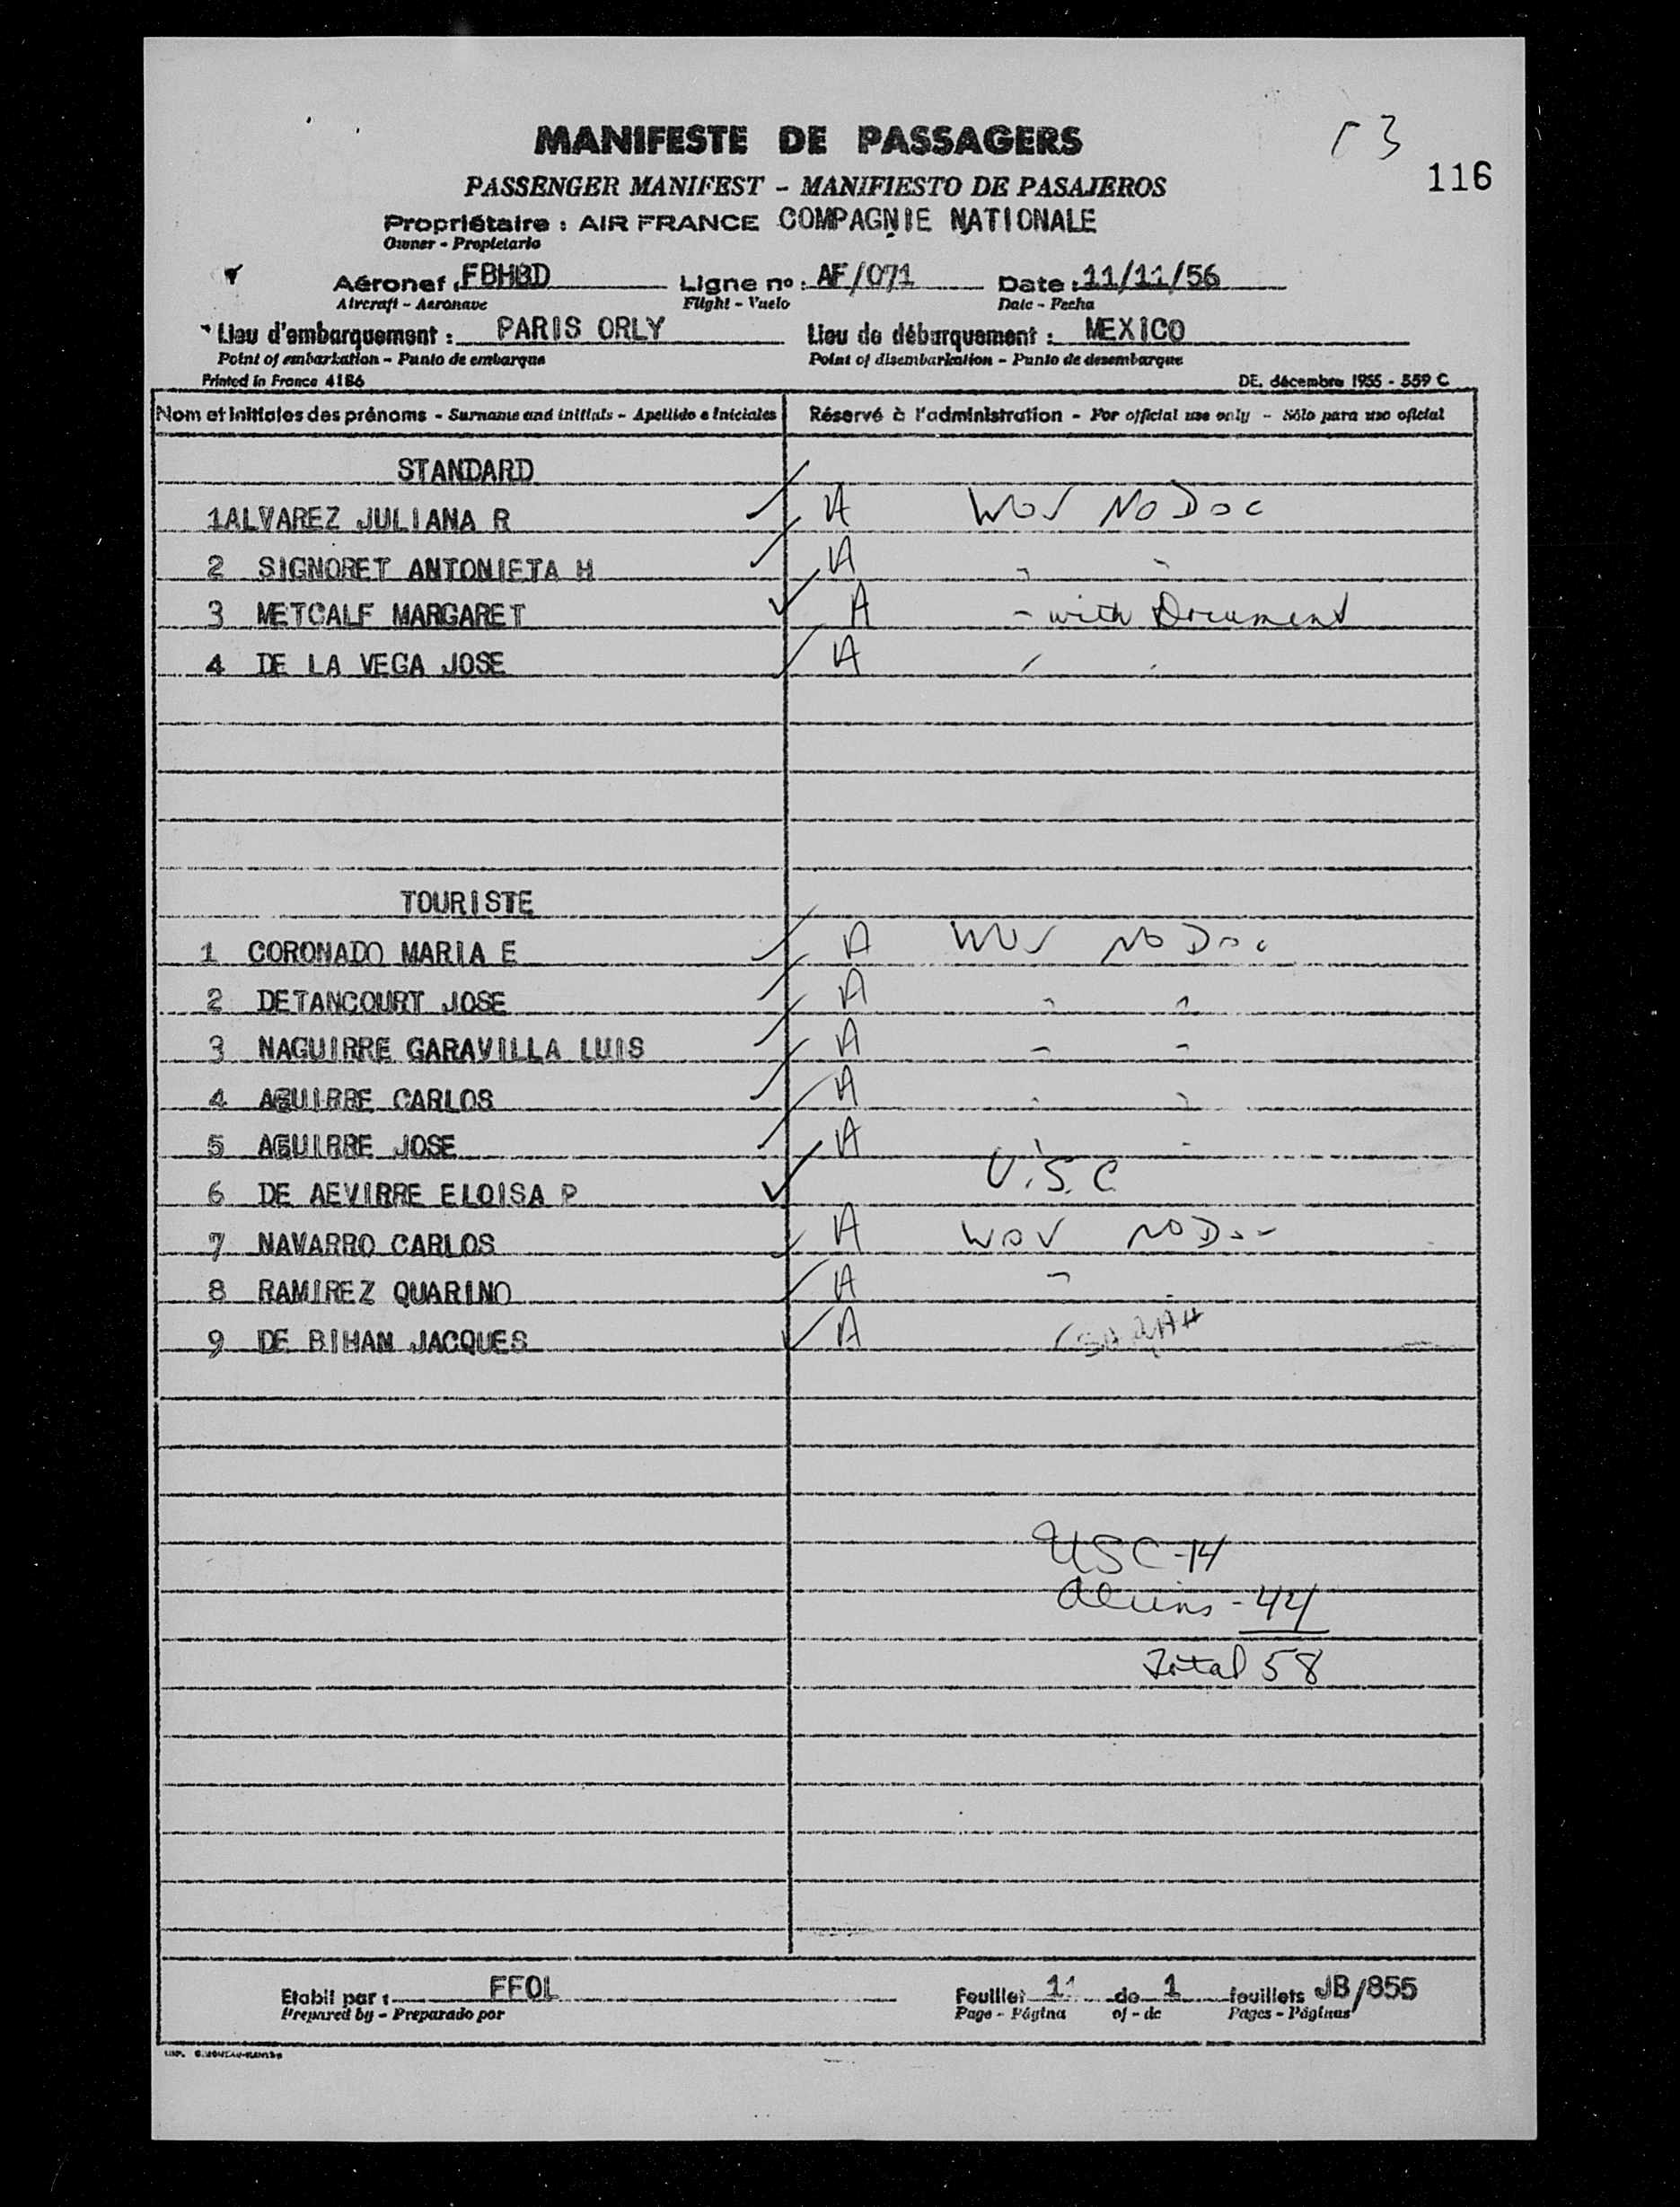 MANIFESTE DE PASSAGERS
116
PASSENGER MANIFEST - MANIFIESTO DE PASAJEROS
Propriétaire : AIR FRANCE COMPAGNIE NATIONALE
Owner - Propietario
Aéronef : FBHBD Ligne no : AF/071 Date : 11/11/56
Aircraft - Aeronave Flight - Vuelo Date - Fecha
Lieu d'embarquement : PARIS ORLY Lieu de débarquement : MEXICO
Point of embarkation - Punto de embarque Point of disembarkation - Punto de desembarque
Printed in France 4186 DE. décembre 1955 - 559 C
Nom et initiales des prénoms - Surname and initials - Apellido e Iniciales Réservé à l'administration - For official use only - Sólo para uso oficial
STANDARD
1ALVAREZ JULIANA R A WOV NO DOC
2 SIGNORET ANTONIETA H A " "
3 METCALF MARGARET A - with Document
4 DE LA VEGA JOSE A " "
TOURISTE
1 CORONADO MARIA E A WOV NO DOC
2 DETANCOURT JOSE A " "
3 NAGUIRRE GARAVILLA LUIS A " "
4 AGUIRRE CARLOS A " "
5 AGUIRRE JOSE A " "
6 DE AEVIRRE ELOISA P U.S.C
7 NAVARRO CARLOS A WOV NO DOC
8 RAMIREZ QUARINO A " "
9 DE BIHAN JACQUES A
USC-14
Aliens-44
Total 58
Etabli par : FFOL Feuillet 11 de 1 feuillets JB/855
Prepared by - Preparado por Page - Página of - de Pages - Páginas